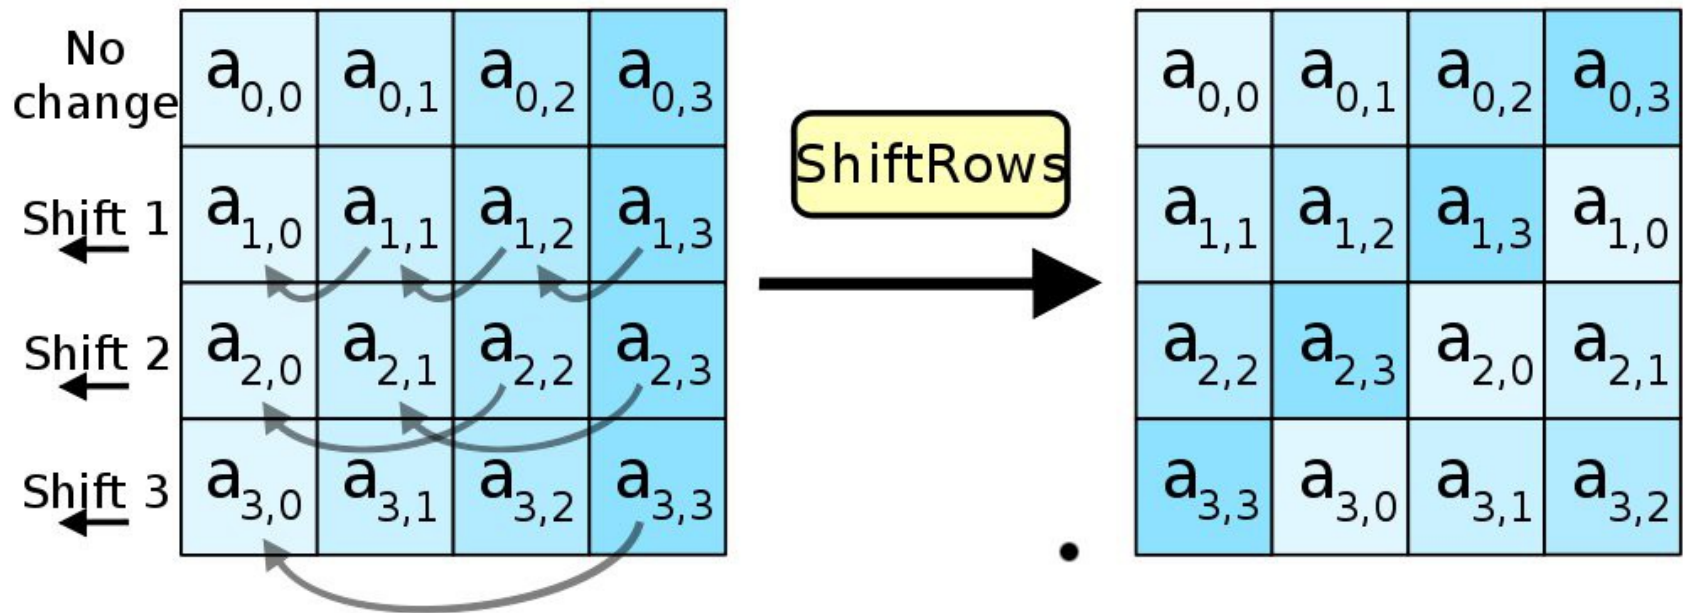 No
change
a0,0 a0,1 a0,2 a0,3
Shift 1
a1,0 a1,1 a1,2 a1,3
Shift 2
a2,0 a2,1 a2,2 a2,3
Shift 3
a3,0 a3,1 a3,2 a3,3
ShiftRows
a0,0 a0,1 a0,2 a0,3
a1,1 a1,2 a1,3 a1,0
a2,2 a2,3 a2,0 a2,1
a3,3 a3,0 a3,1 a3,2